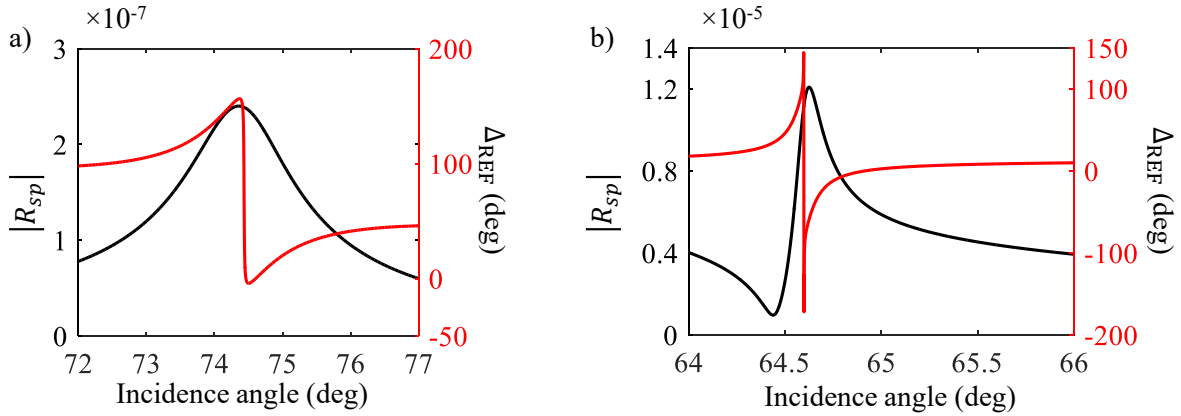 a)
×10⁻⁷
3
2
1
0
|R_sp|
72 73 74 75 76 77
Incidence angle (deg)
200
100
0
-50
Δ_REF (deg)
b)
×10⁻⁵
1.4
1.2
0.8
0.4
0
|R_sp|
64 64.5 65 65.5 66
Incidence angle (deg)
150
100
0
-100
-200
Δ_REF (deg)